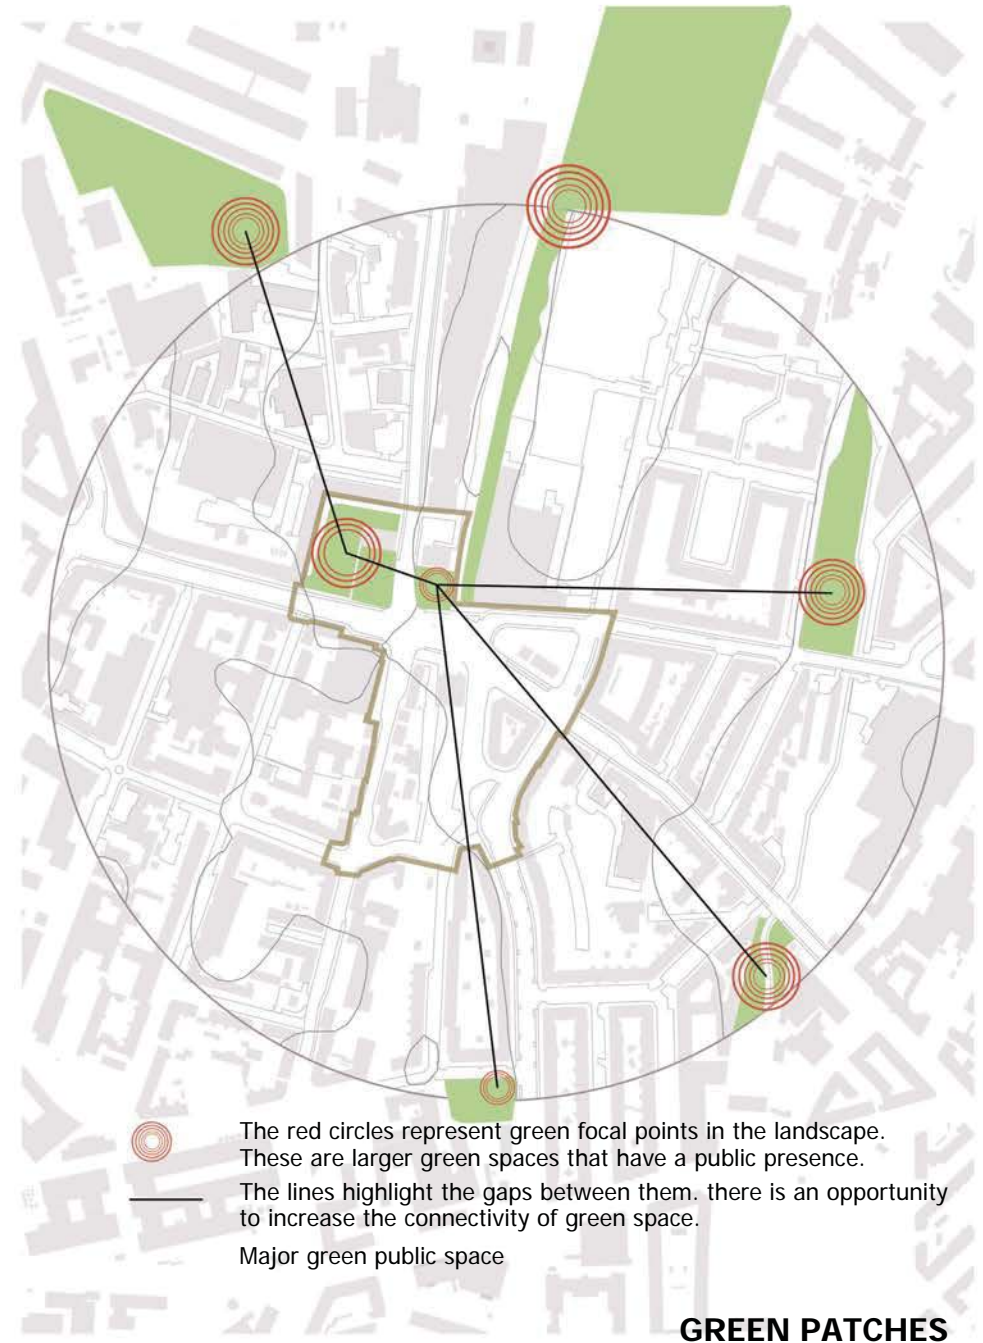 The red circles represent green focal points in the landscape.
These are larger green spaces that have a public presence.
The lines highlight the gaps between them. there is an opportunity
to increase the connectivity of green space.
Major green public space
GREEN PATCHES